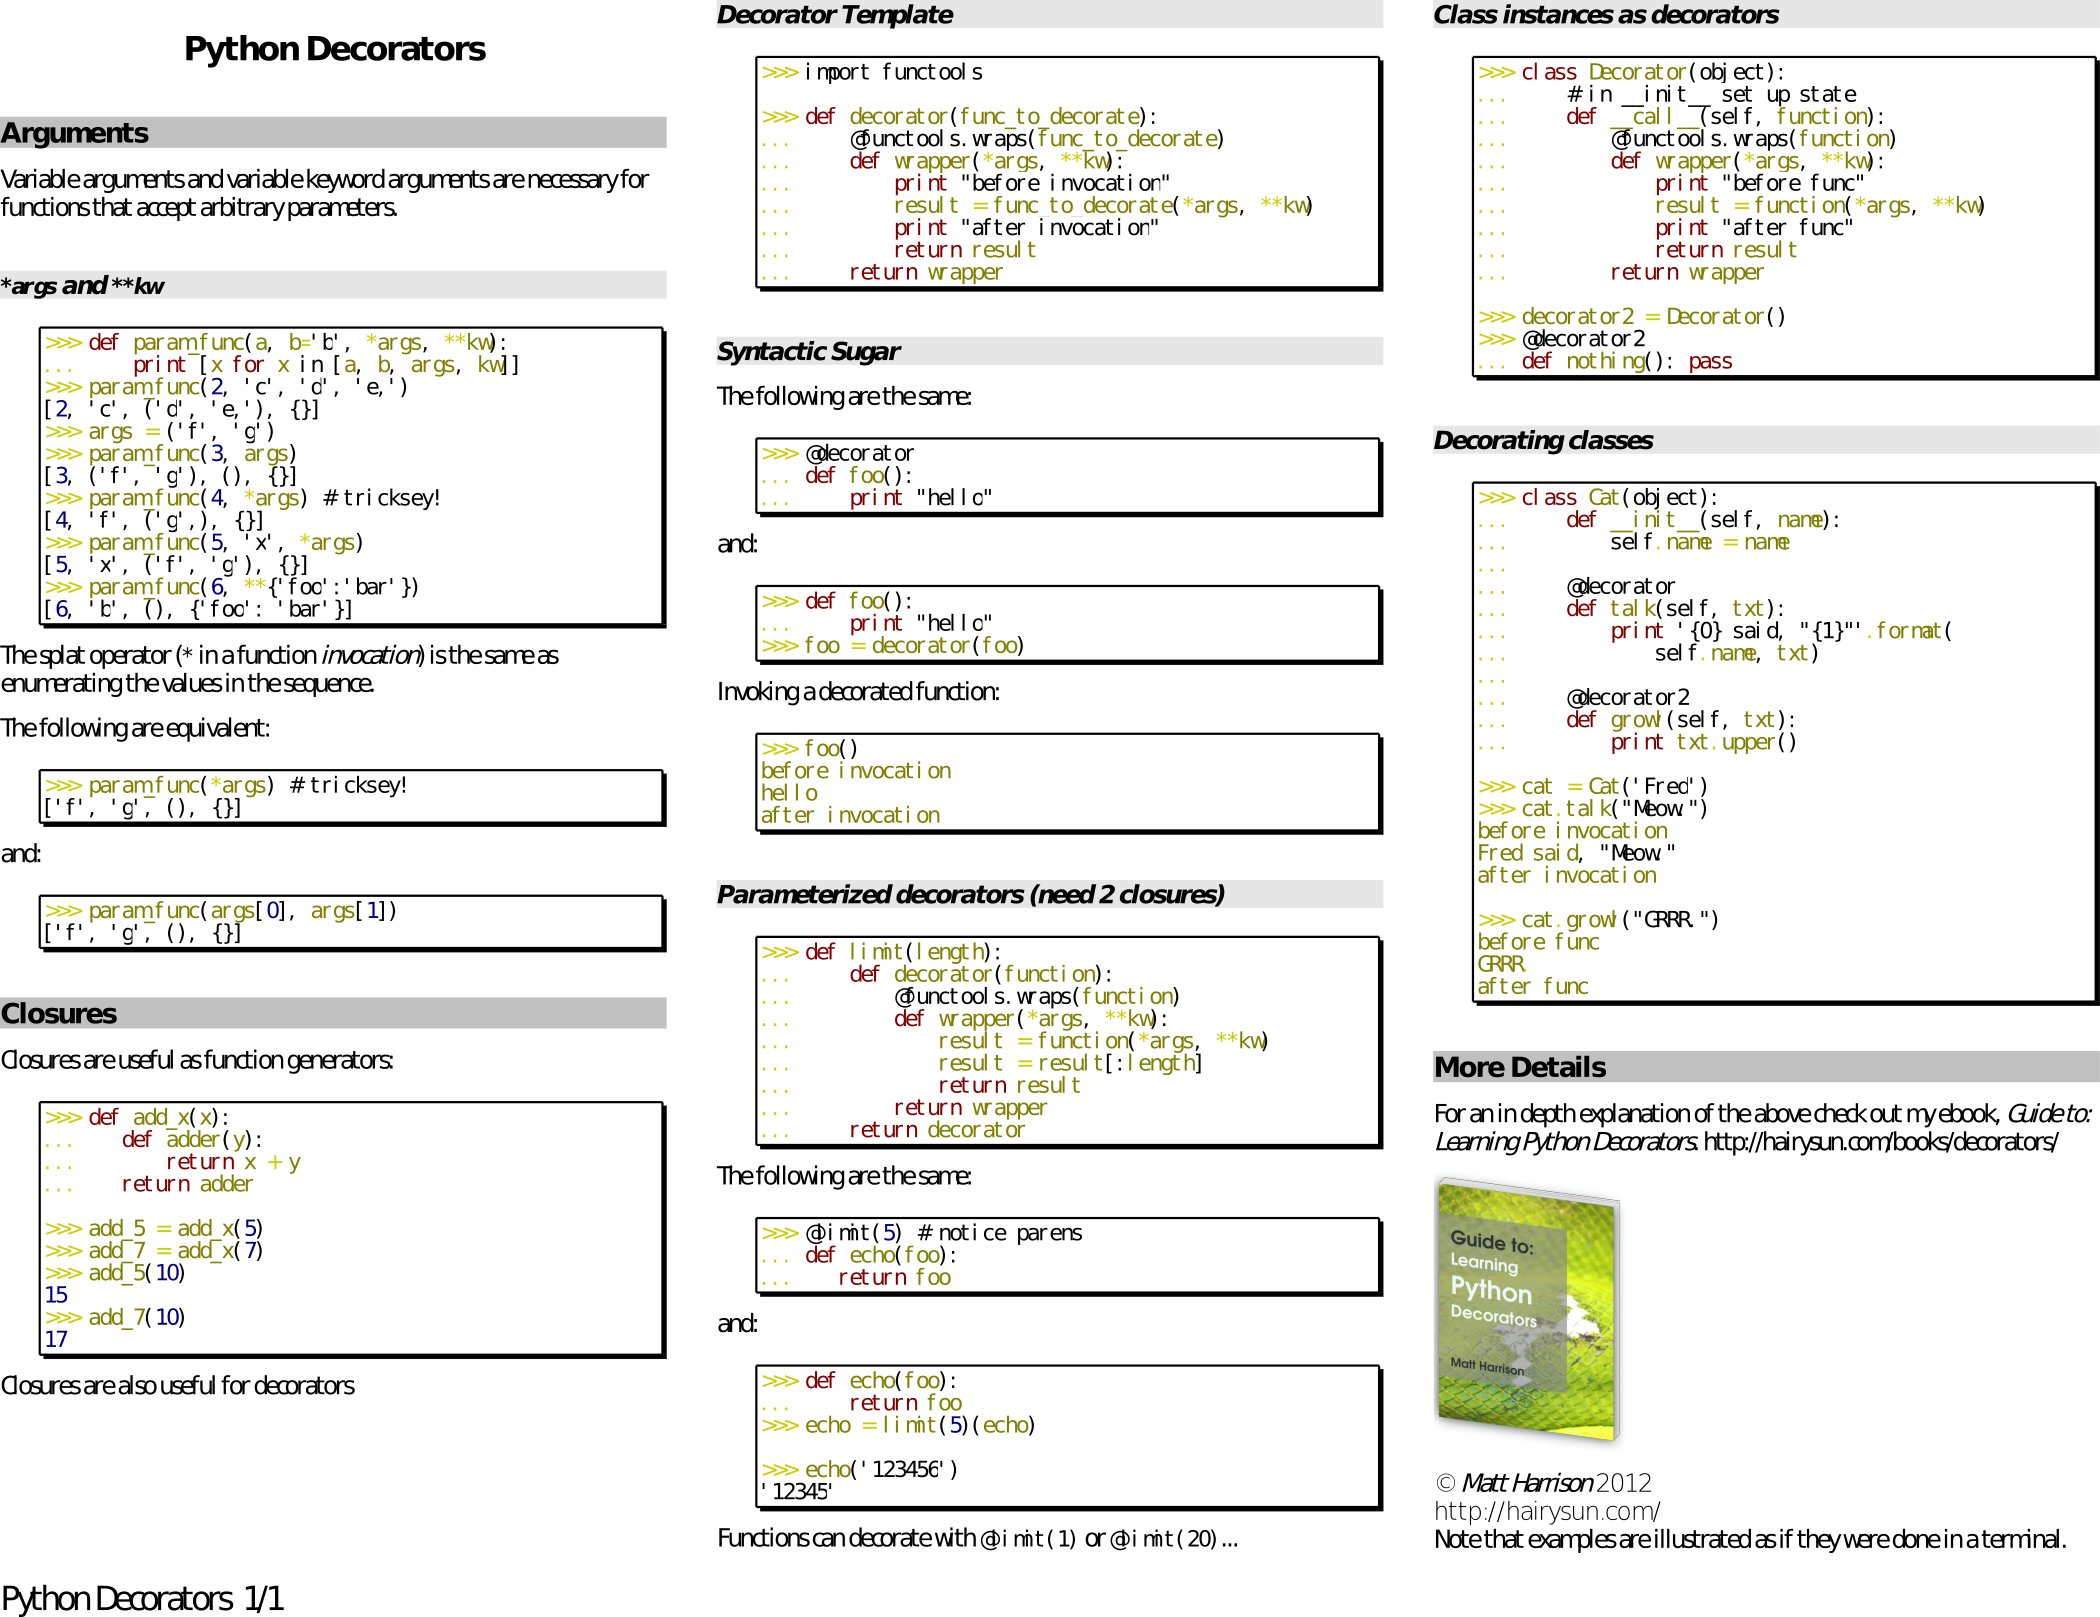 Python Decorators
Arguments
Variable arguments and variable keyword arguments are necessary for
functions that accept arbitrary parameters.
*args and **kw
>>> def param_func(a, b='b', *args, **kw):
...     print [x for x in [a, b, args, kw]]
>>> param_func(2, 'c', 'd', 'e,')
[2, 'c', ('d', 'e,'), {}]
>>> args = ('f', 'g')
>>> param_func(3, args)
[3, ('f', 'g'), (), {}]
>>> param_func(4, *args) # tricksey!
[4, 'f', ('g',), {}]
>>> param_func(5, 'x', *args)
[5, 'x', ('f', 'g'), {}]
>>> param_func(6, **{'foo':'bar'})
[6, 'b', (), {'foo': 'bar'}]
The splat operator (* in a function invocation) is the same as
enumerating the values in the sequence.
The following are equivalent:
>>> param_func(*args) # tricksey!
['f', 'g', (), {}]
and:
>>> param_func(args[0], args[1])
['f', 'g', (), {}]
Closures
Closures are useful as function generators:
>>> def add_x(x):
...    def adder(y):
...        return x + y
...    return adder
>>> add_5 = add_x(5)
>>> add_7 = add_x(7)
>>> add_5(10)
15
>>> add_7(10)
17
Closures are also useful for decorators
Python Decorators 1/1
Decorator Template
>>> import functools
>>> def decorator(func_to_decorate):
...     @functools.wraps(func_to_decorate)
...     def wrapper(*args, **kw):
...         print "before invocation"
...         result = func_to_decorate(*args, **kw)
...         print "after invocation"
...         return result
...     return wrapper
Syntactic Sugar
The following are the same:
>>> @decorator
... def foo():
...     print "hello"
and:
>>> def foo():
...     print "hello"
>>> foo = decorator(foo)
Invoking a decorated function:
>>> foo()
before invocation
hello
after invocation
Parameterized decorators (need 2 closures)
>>> def limit(length):
...     def decorator(function):
...         @functools.wraps(function)
...         def wrapper(*args, **kw):
...             result = function(*args, **kw)
...             result = result[:length]
...             return result
...         return wrapper
...     return decorator
The following are the same:
>>> @limit(5) # notice parens
... def echo(foo):
...    return foo
and:
>>> def echo(foo):
...     return foo
>>> echo = limit(5)(echo)
>>> echo('123456')
'12345'
Functions can decorate with @limit(1) or @limit(20)...
Class instances as decorators
>>> class Decorator(object):
...     # in __init__ set up state
...     def __call__(self, function):
...         @functools.wraps(function)
...         def wrapper(*args, **kw):
...             print "before func"
...             result = function(*args, **kw)
...             print "after func"
...             return result
...         return wrapper
>>> decorator2 = Decorator()
>>> @decorator2
... def nothing(): pass
Decorating classes
>>> class Cat(object):
...     def __init__(self, name):
...         self.name = name
...
...     @decorator
...     def talk(self, txt):
...         print '{0} said, "{1}"'.format(
...             self.name, txt)
...
...     @decorator2
...     def growl(self, txt):
...         print txt.upper()
>>> cat = Cat('Fred')
>>> cat.talk("Meow.")
before invocation
Fred said, "Meow."
after invocation
>>> cat.growl("GRRR.")
before func
GRRR.
after func
More Details
For an in depth explanation of the above check out my ebook, Guide to:
Learning Python Decorators. http://hairysun.com/books/decorators/
Guide to:
Learning
Python
Decorators
Matt Harrison
© Matt Harrison 2012
http://hairysun.com/
Note that examples are illustrated as if they were done in a terminal.